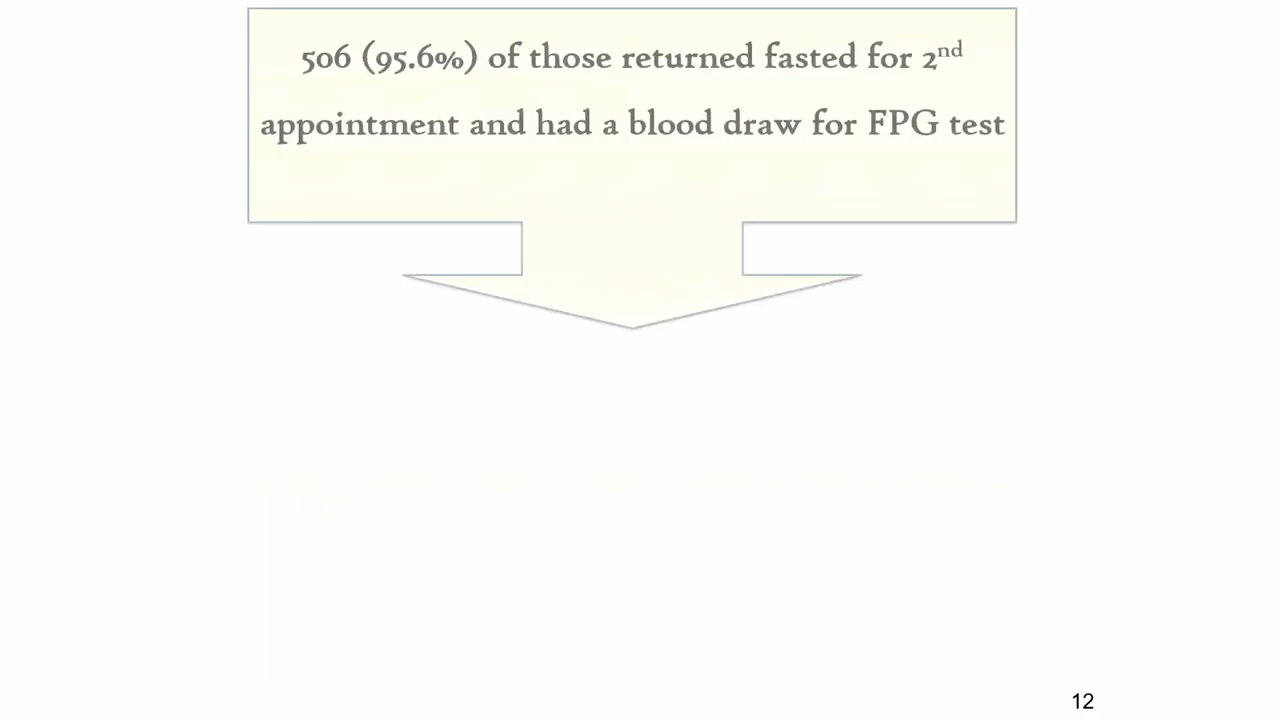 506 (95.6%) of those returned fasted for 2nd
appointment and had a blood draw for FPG test
12